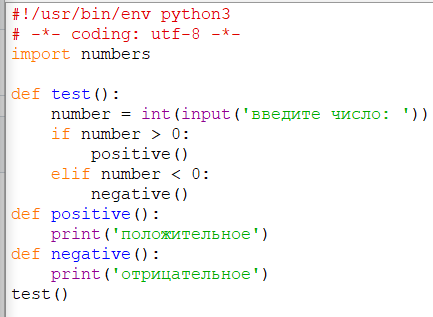 #!/usr/bin/env python3
# -*- coding: utf-8 -*-
import numbers

def test():
    number = int(input('введите число: '))
    if number > 0:
        positive()
    elif number < 0:
        negative()
def positive():
    print('положительное')
def negative():
    print('отрицательное')
test()